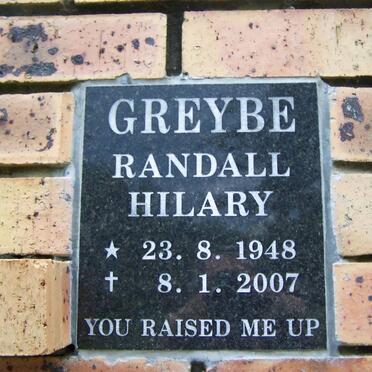 GREYBE
RANDALL
HILARY
★ 23. 8. 1948
✝ 8. 1. 2007
YOU RAISED ME UP